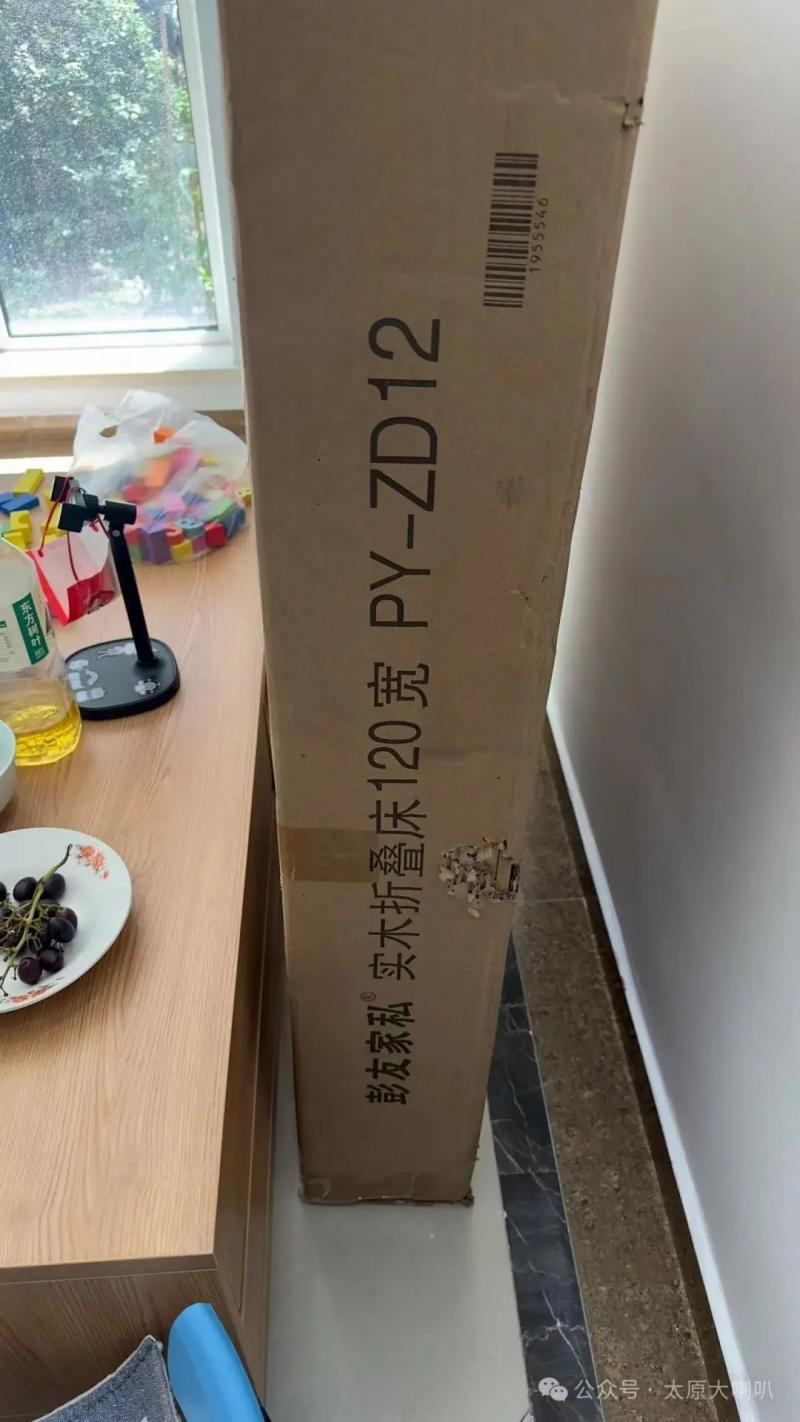 1955546
彭友家私® 实木折叠床120宽 PY-ZD12
东方树叶
公众号·太原大喇叭